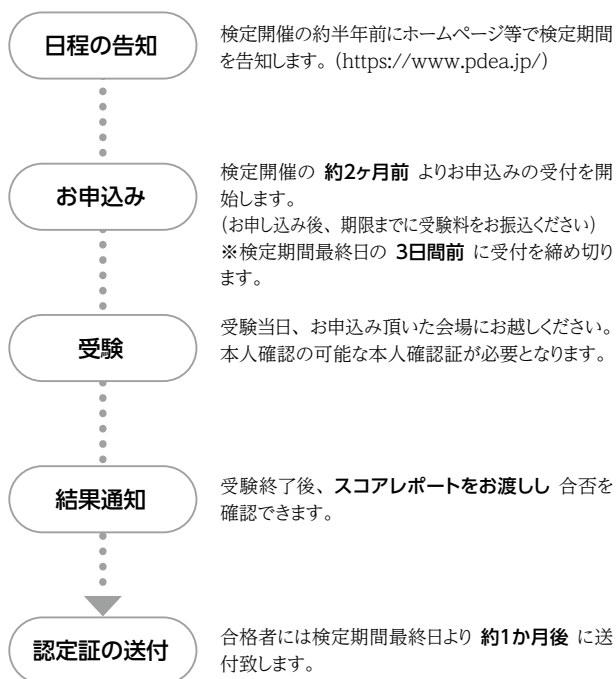 日程の告知
検定開催の約半年前にホームページ等で検定期間
を告知します。(https://www.pdea.jp/)
お申込み
検定開催の 約2ヶ月前 よりお申込みの受付を開
始します。
(お申し込み後、期限までに受験料をお振込ください)
※検定期間最終日の 3日間前 に受付を締め切り
ます。
受験
受験当日、お申込み頂いた会場にお越しください。
本人確認の可能な本人確認証が必要となります。
結果通知
受験終了後、スコアレポートをお渡しし 合否を
確認できます。
認定証の送付
合格者には検定期間最終日より 約1か月後 に送
付致します。